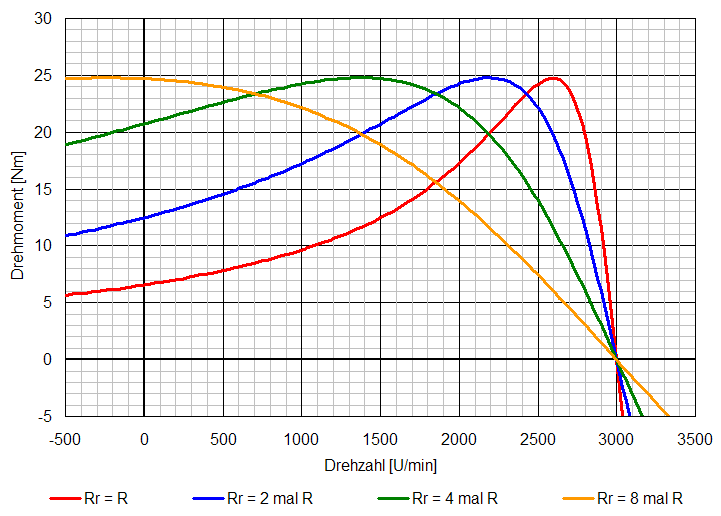 30
25
20
15
10
5
0
-5
Drehmoment [Nm]
-500 0 500 1000 1500 2000 2500 3000 3500
Drehzahl [U/min]
Rr = R Rr = 2 mal R Rr = 4 mal R Rr = 8 mal R